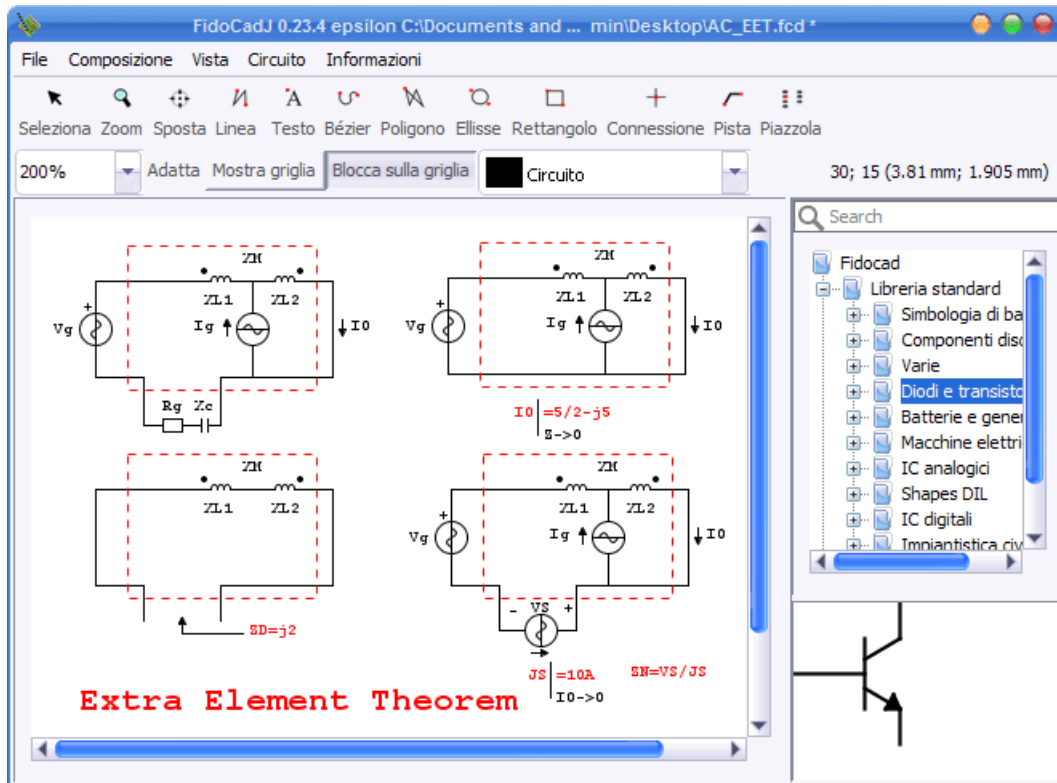 FidoCadJ 0.23.4 epsilon C:\Documents and ... min\Desktop\AC_EET.fcd *
File Composizione Vista Circuito Informazioni
Seleziona Zoom Sposta Linea Testo Bézier Poligono Ellisse Rettangolo Connessione Pista Piazzola
200% Adatta Mostra griglia Blocca sulla griglia Circuito 30; 15 (3.81 mm; 1.905 mm)
Search
Fidocad
Libreria standard
Simbologia di ba
Componenti disc
Varie
Diodi e transisto
Batterie e gener
Macchine elettri
IC analogici
Shapes DIL
IC digitali
Impiantistica civ
ZM
ZL1 ZL2
+
Vg Ig I0
Rg Zc
ZM
ZL1 ZL2
+
Vg Ig I0
I0 =5/2-j5
Z->0
ZM
ZL1 ZL2
ZD=j2
ZM
ZL1 ZL2
+
Vg Ig I0
- VS +
JS =10A
I0->0
ZN=VS/JS
Extra Element Theorem